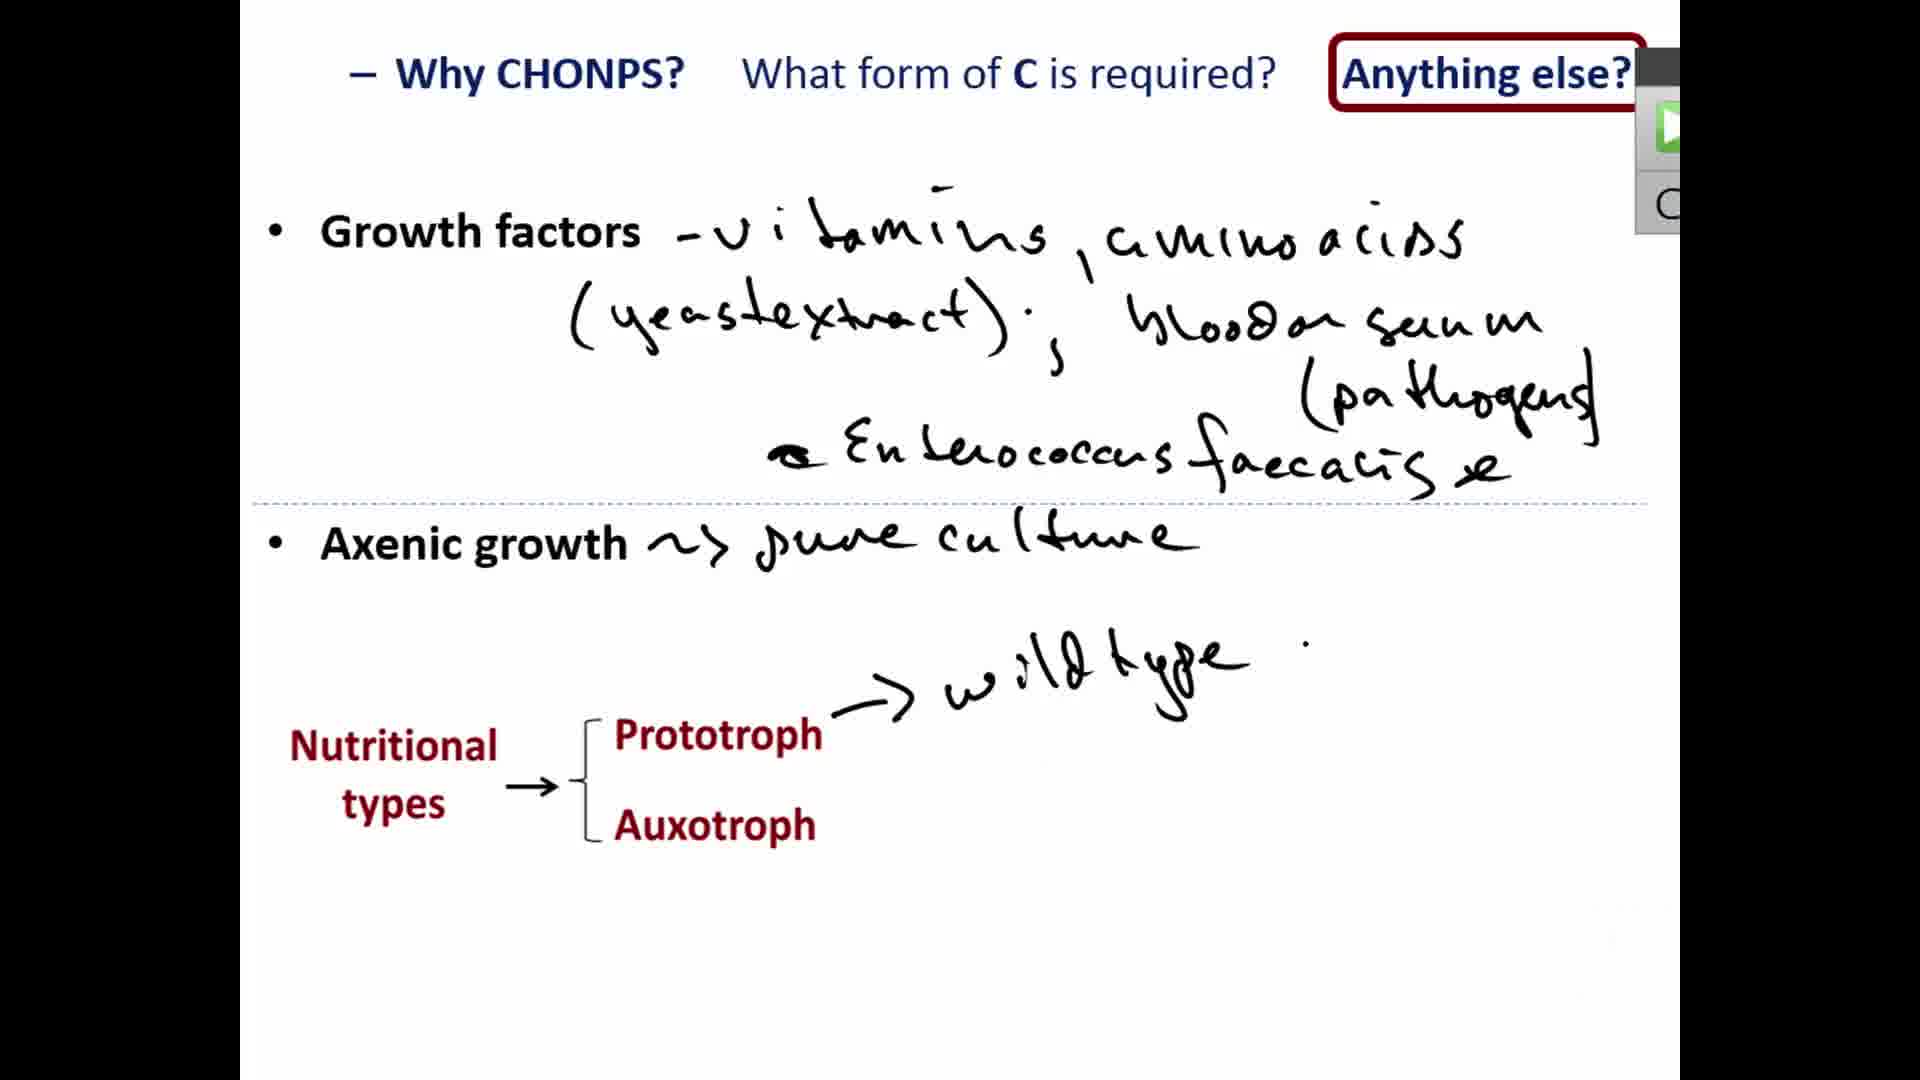 – Why CHONPS? What form of C is required? Anything else?
• Growth factors - vitamins, amino acids
(yeast extract); blood or serum
(pathogens)
- Enterococcus faecalis
• Axenic growth ~> pure culture
→ wild type
Nutritional types → Prototroph
Auxotroph